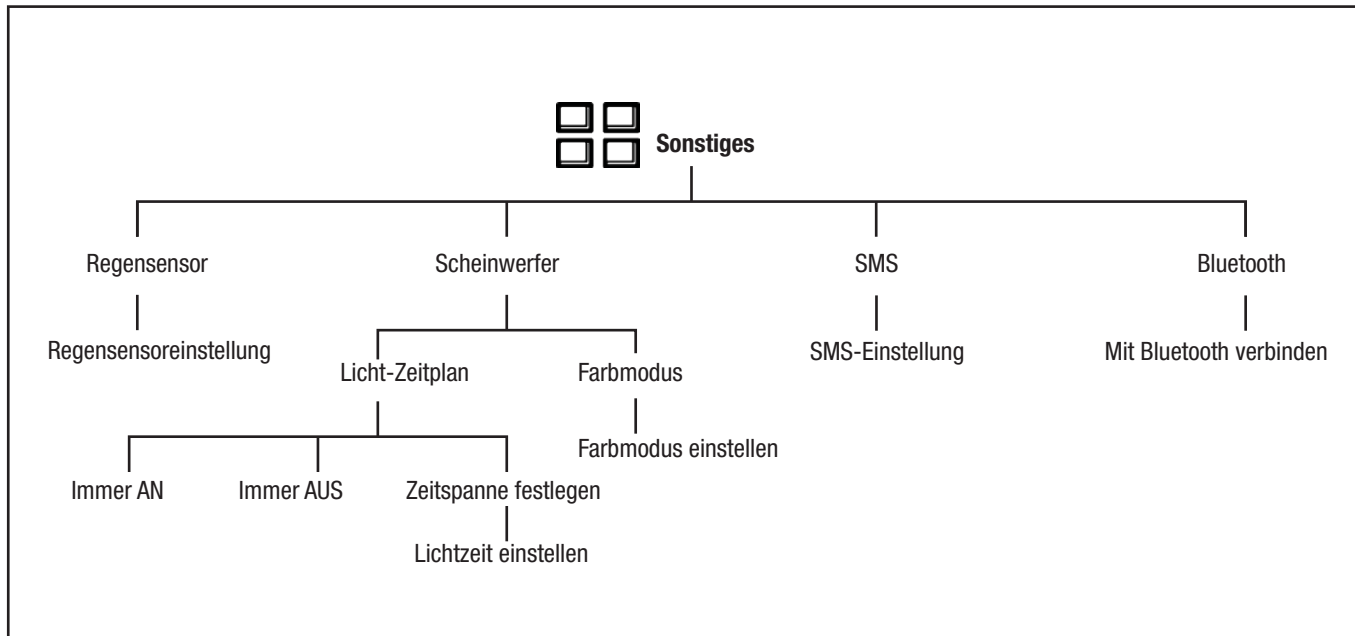 Sonstiges
Regensensor
Scheinwerfer
SMS
Bluetooth
Regensensoreinstellung
SMS-Einstellung
Mit Bluetooth verbinden
Licht-Zeitplan
Farbmodus
Farbmodus einstellen
Immer AN
Immer AUS
Zeitspanne festlegen
Lichtzeit einstellen